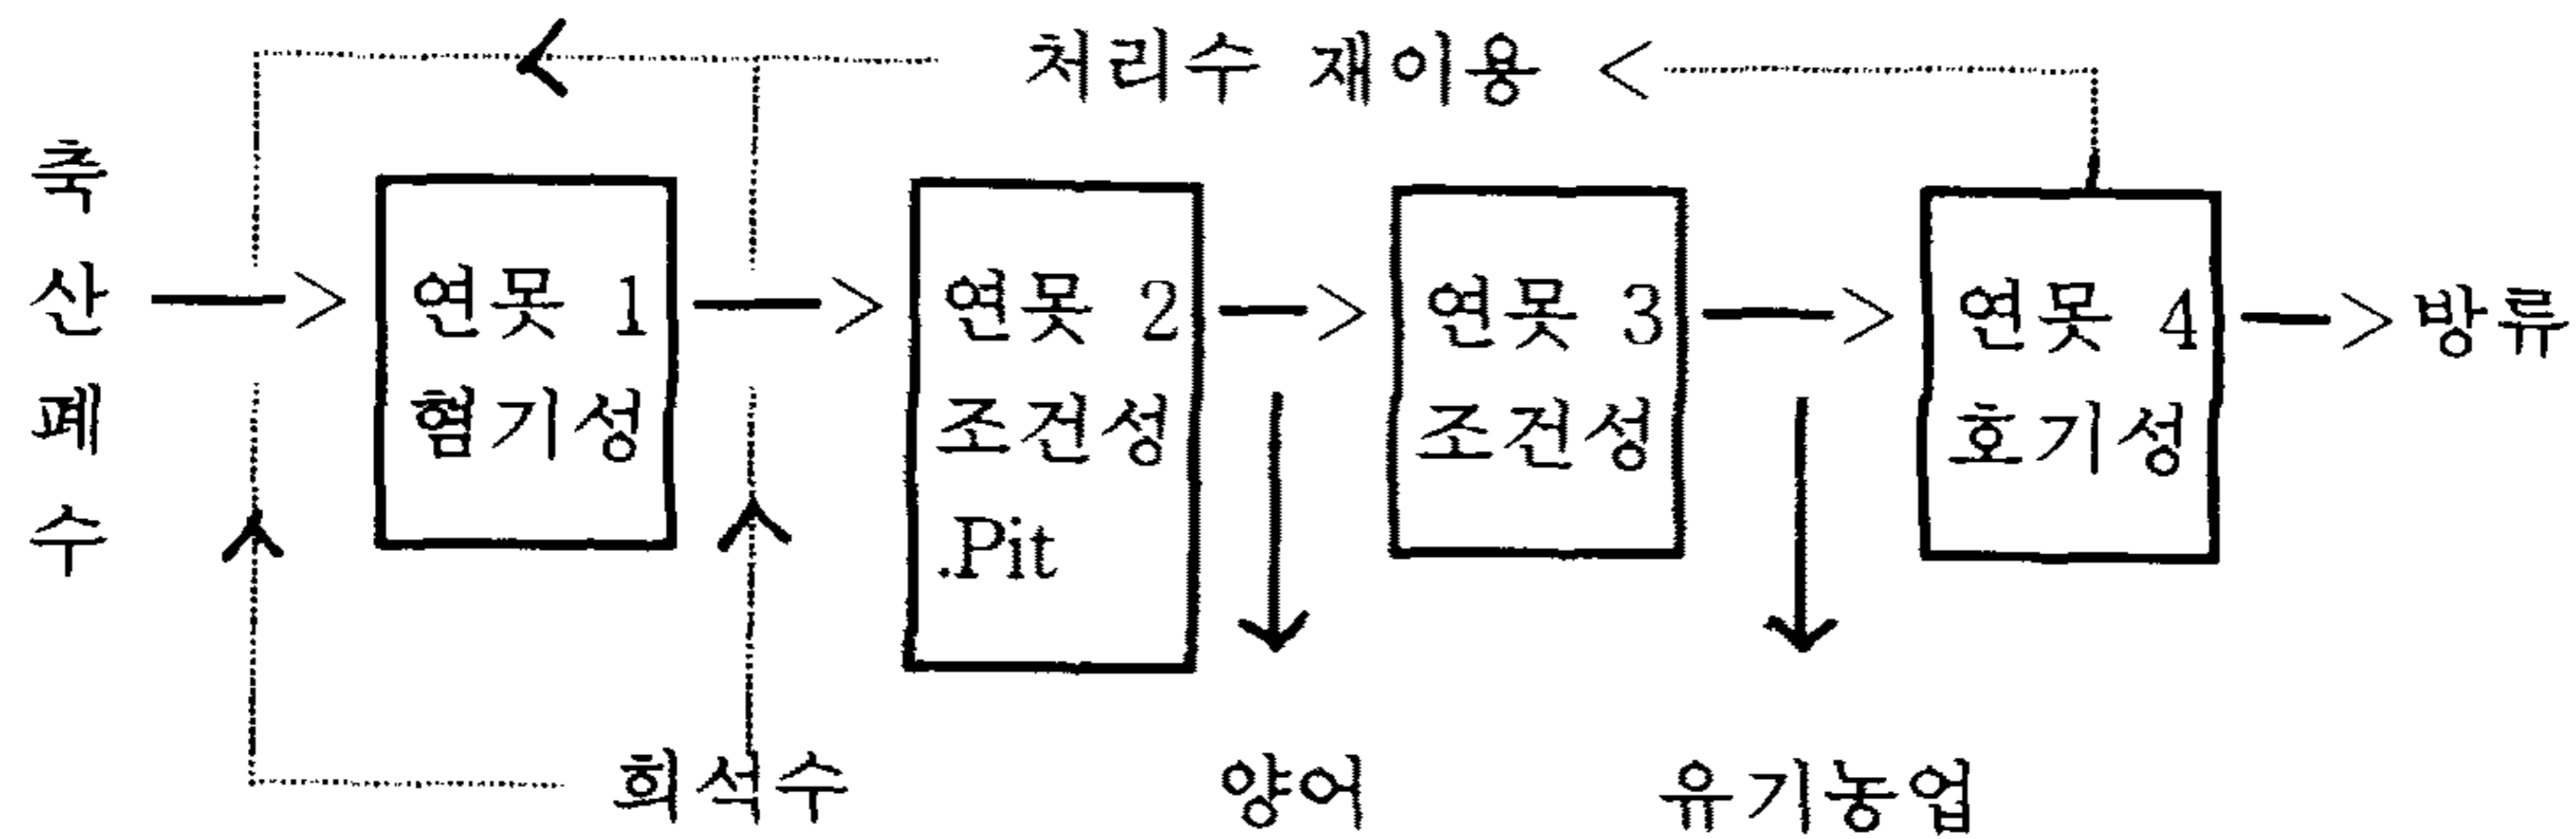 처리수 재이용
축산폐수
연못 1
혐기성
연못 2
조건성
.Pit
연못 3
조건성
연못 4
호기성
방류
희석수
양어
유기농업